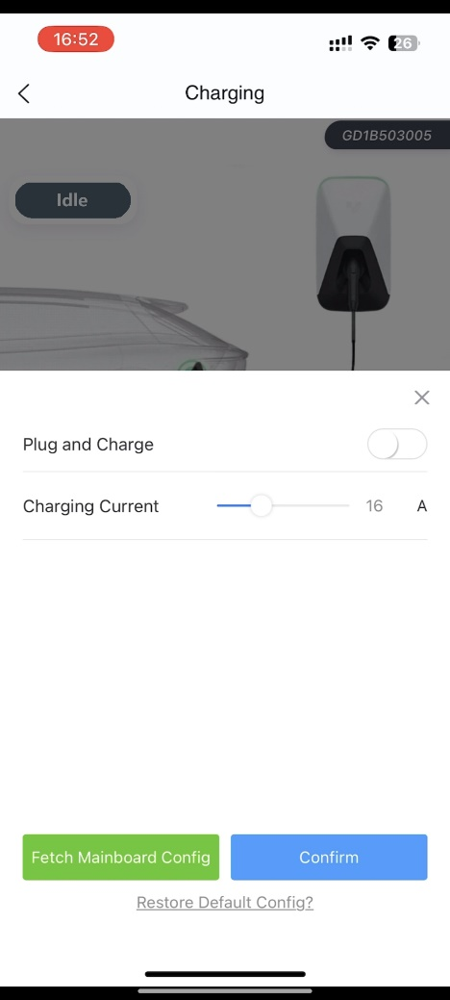 16:52
26
Charging
GD1B503005
Idle
Plug and Charge
Charging Current 16 A
Fetch Mainboard Config
Confirm
Restore Default Config?